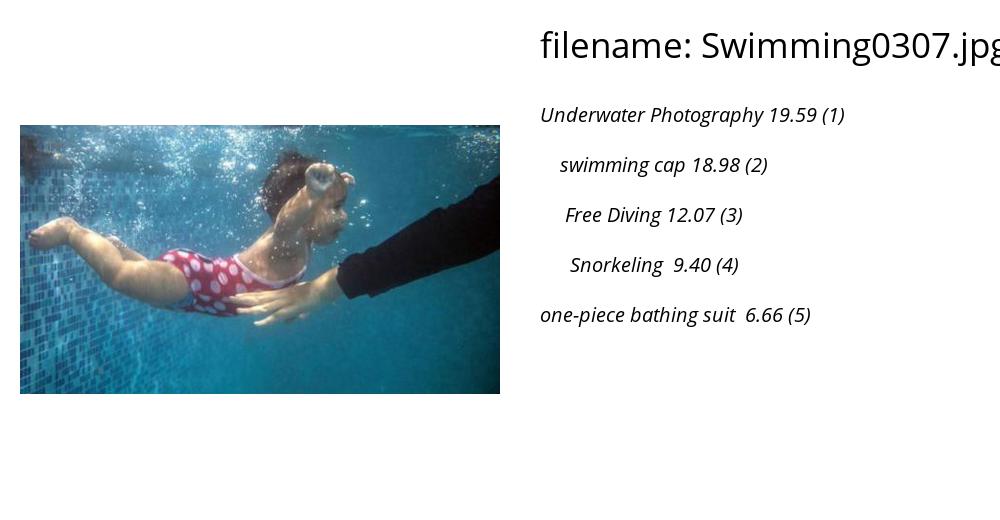 filename: Swimming0307.jpg
Underwater Photography 19.59 (1)
swimming cap 18.98 (2)
Free Diving 12.07 (3)
Snorkeling 9.40 (4)
one-piece bathing suit 6.66 (5)